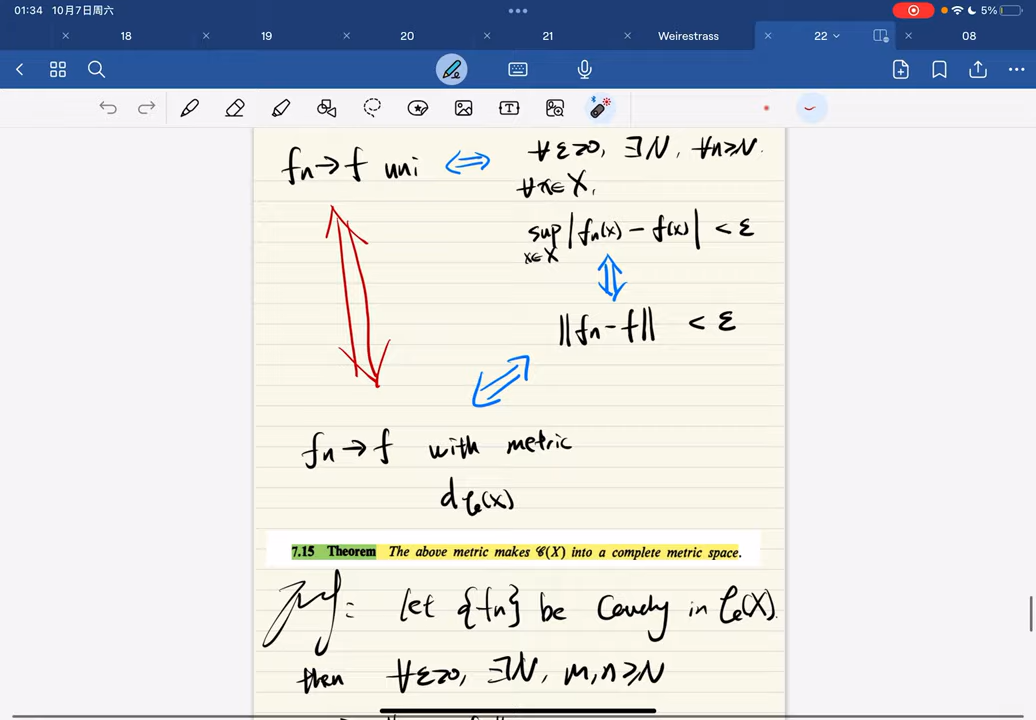 01:34 10月7日周六
5%
18
19
20
21
Weirestrass
22
08
fn→f uni ⇔ ∀ε>0, ∃N, ∀n≥N.
∀x∈X,
sup |fn(x) - f(x)| < ε
x∈X
||fn-f|| < ε
fn→f with metric
d𝒞(X)
7.15 Theorem The above metric makes 𝒞(X) into a complete metric space.
let {fn} be Cauchy in 𝒞(X).
then ∀ε>0, ∃N, m,n≥N